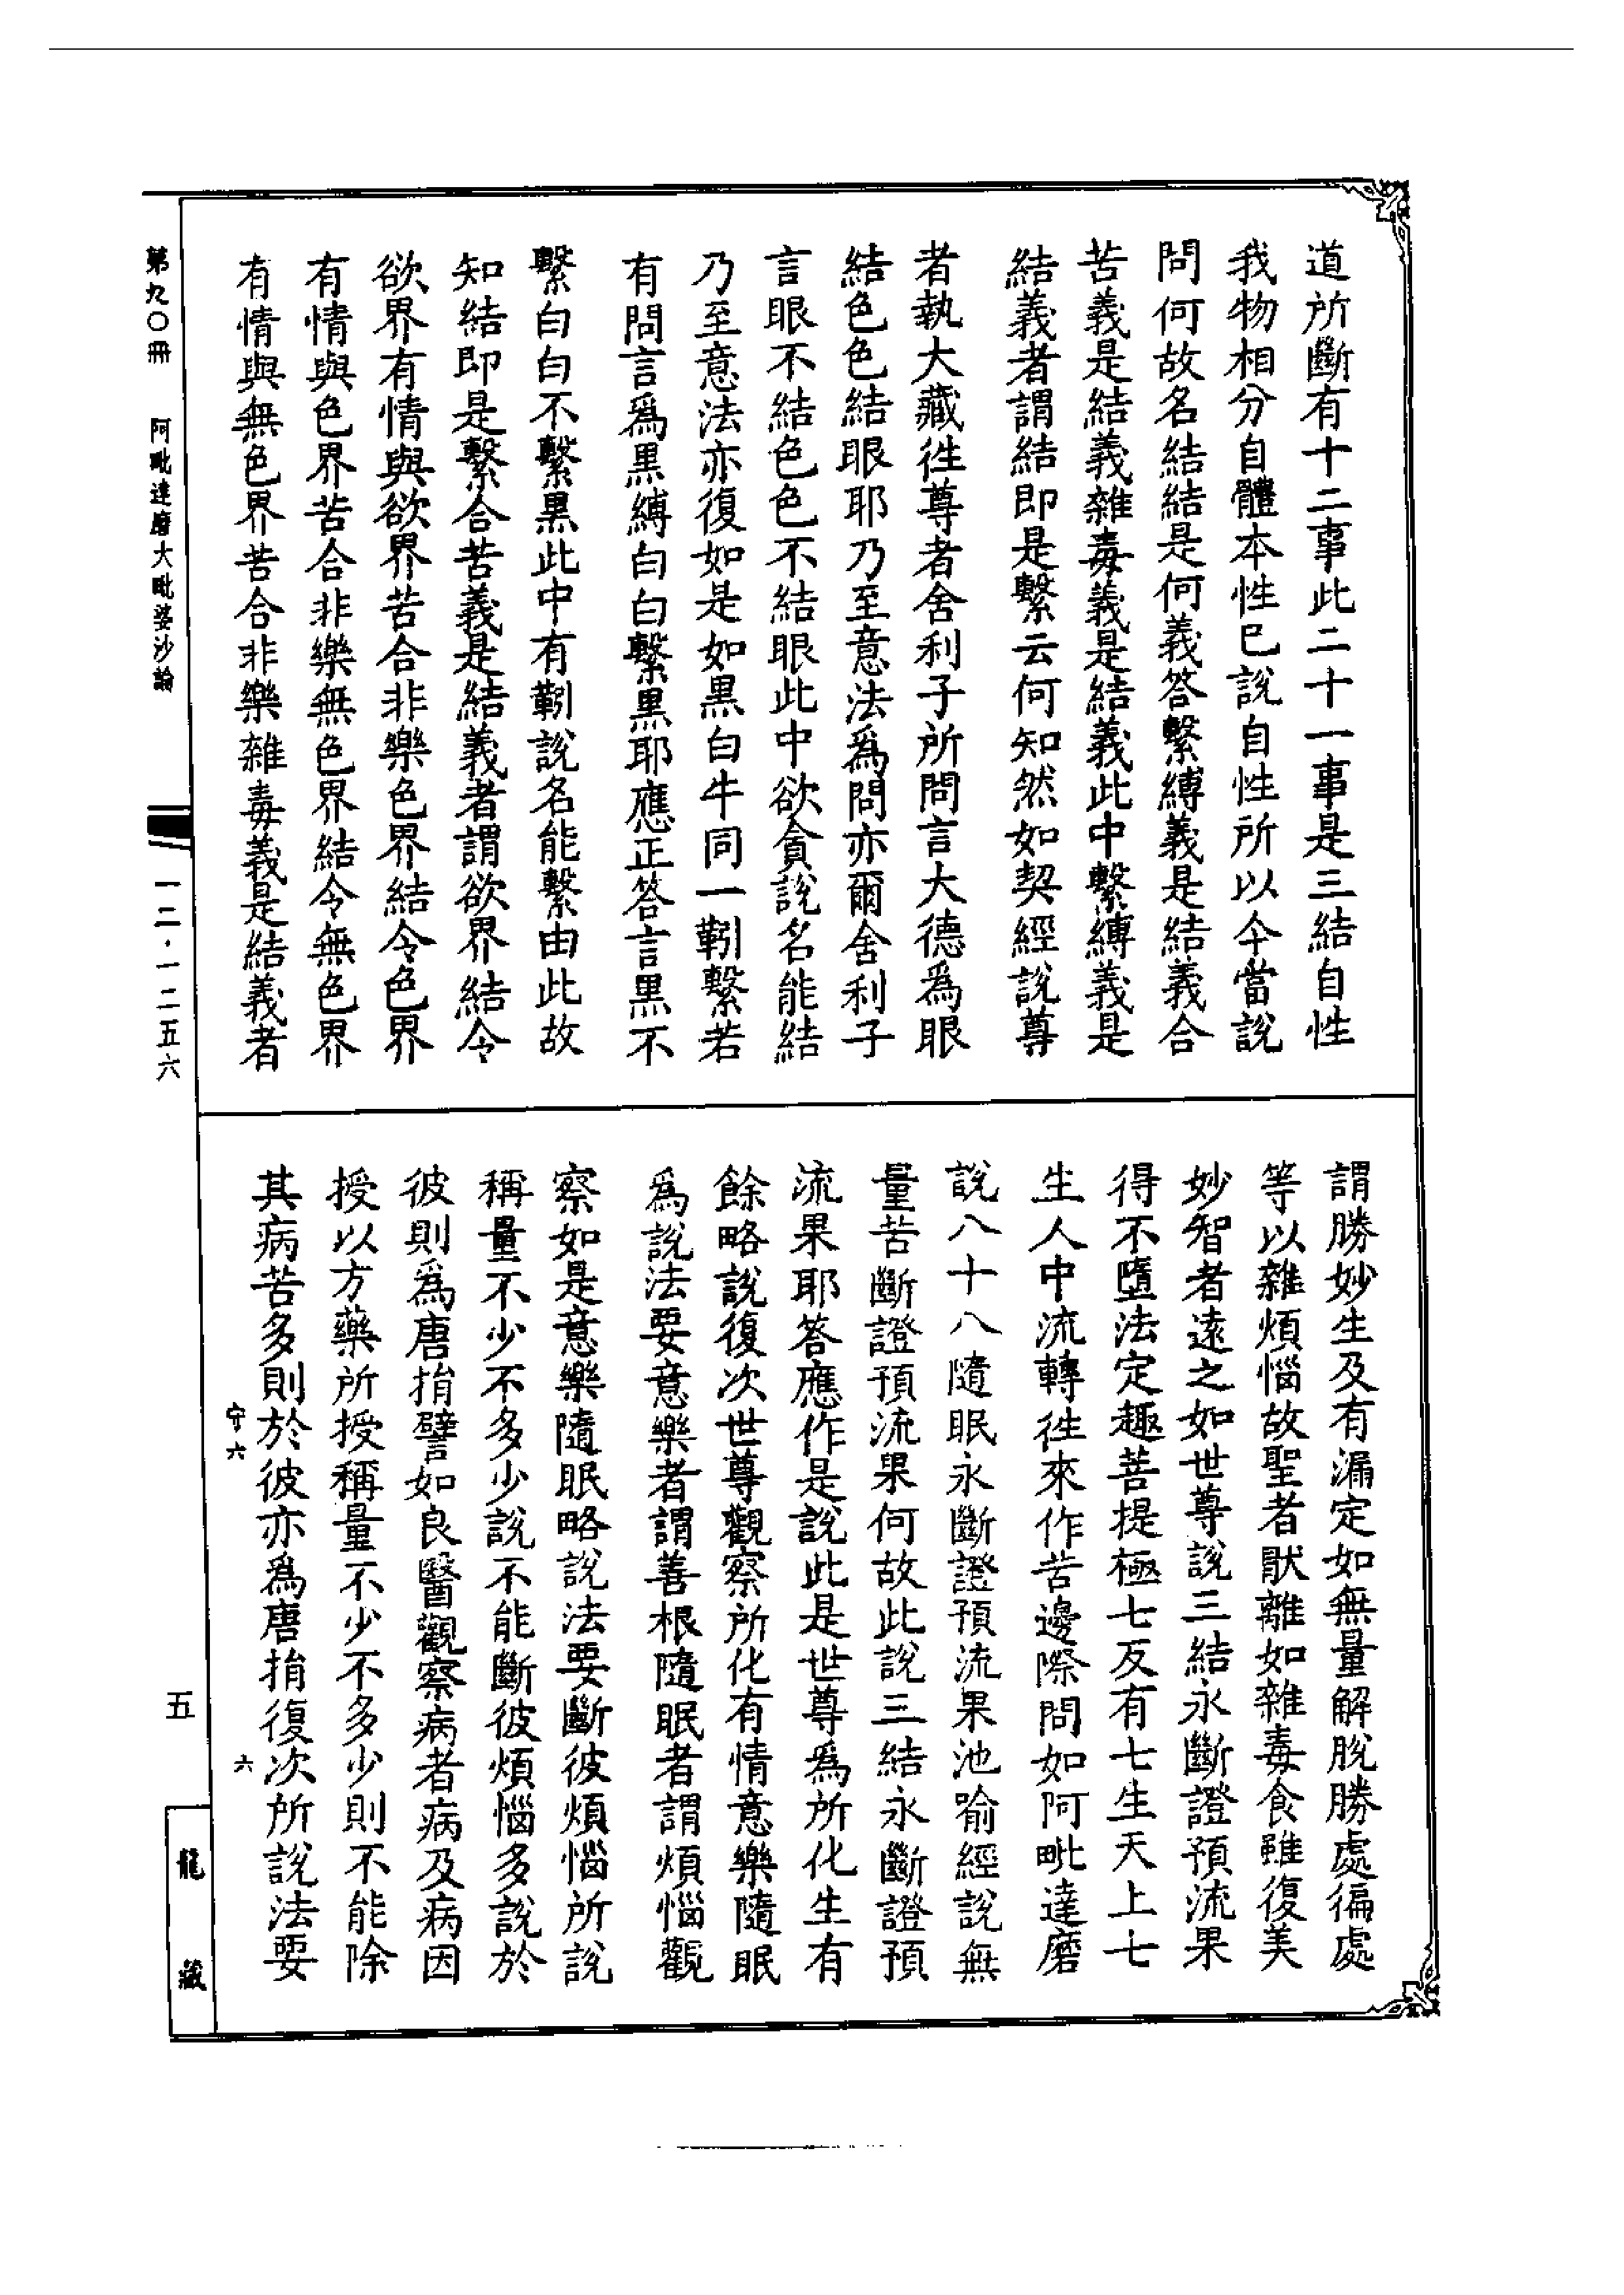 道所斷有十二事此二十一事是三結自性
我物相分自體本性已說自性所以今當說
問何故名結結是何義答繫縛義是結義合
苦義是結義雜毒義是結義此中繫縛義是
結義者謂結即是繫云何知然如契經說尊
者執大藏往尊者舍利子所問言大德為眼
結色色結眼耶乃至意法為問亦爾舍利子
言眼不結色色不結眼此中欲貪說名能結
乃至意法亦復如是如黑白牛同一靷繫若
有問言為黑縛白白繫黑耶應正答言黑不
繫白白不繫黑此中有靷說名能繫由此故
知結即是繫合苦義是結義者謂欲界結令
欲界有情與欲界苦合非樂色界結令色界
有情與色界苦合非樂無色界結令無色界
有情與無色界苦合非樂雜毒義是結義者
謂勝妙生及有漏定如無量解脫勝處徧處
等以雜煩惱故聖者猒離如雜毒食雖復美
妙智者遠之如世尊說三結永斷證預流果
得不墮法定趣菩提極七反有七生天上七
生人中流轉往來作苦邊際問如阿毗達磨
說八十八隨眠永斷證預流果池喻經說無
量苦斷證預流果何故此說三結永斷證預
流果耶答應作是說此是世尊為所化生有
餘略說復次世尊觀察所化有情意樂隨眠
為說法要意樂者謂善根隨眠者謂煩惱觀
察如是意樂隨眠略說法要斷彼煩惱所說
稱量不少不多少說不能斷彼煩惱多說於
彼則為唐捐譬如良醫觀察病者病及病因
授以方藥所授稱量不少不多少則不能除
其病苦多則於彼亦為唐捐復次所說法要
守六
六
第九〇冊 阿毗達磨大毗婆沙論
一二·一二五六
五
龍藏